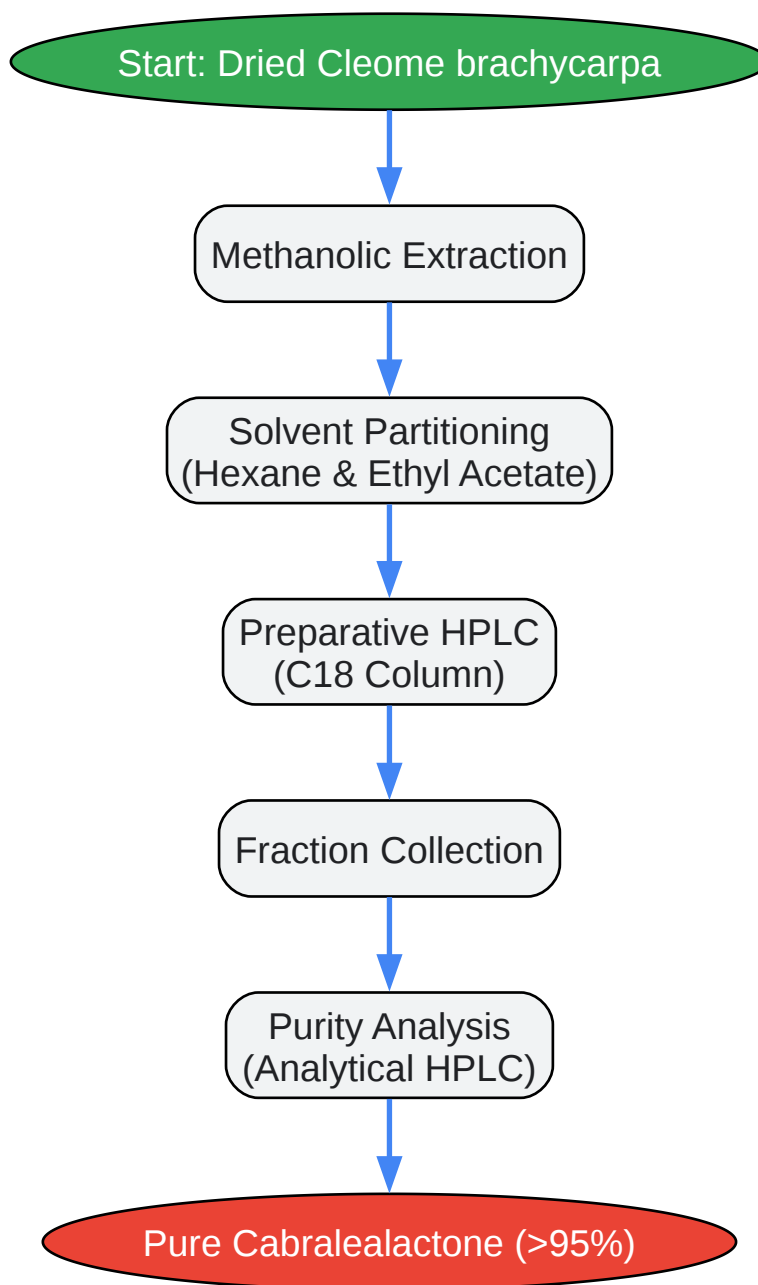 Start: Dried Cleome brachycarpa
Methanolic Extraction
Solvent Partitioning
(Hexane & Ethyl Acetate)
Preparative HPLC
(C18 Column)
Fraction Collection
Purity Analysis
(Analytical HPLC)
Pure Cabralealactone (>95%)